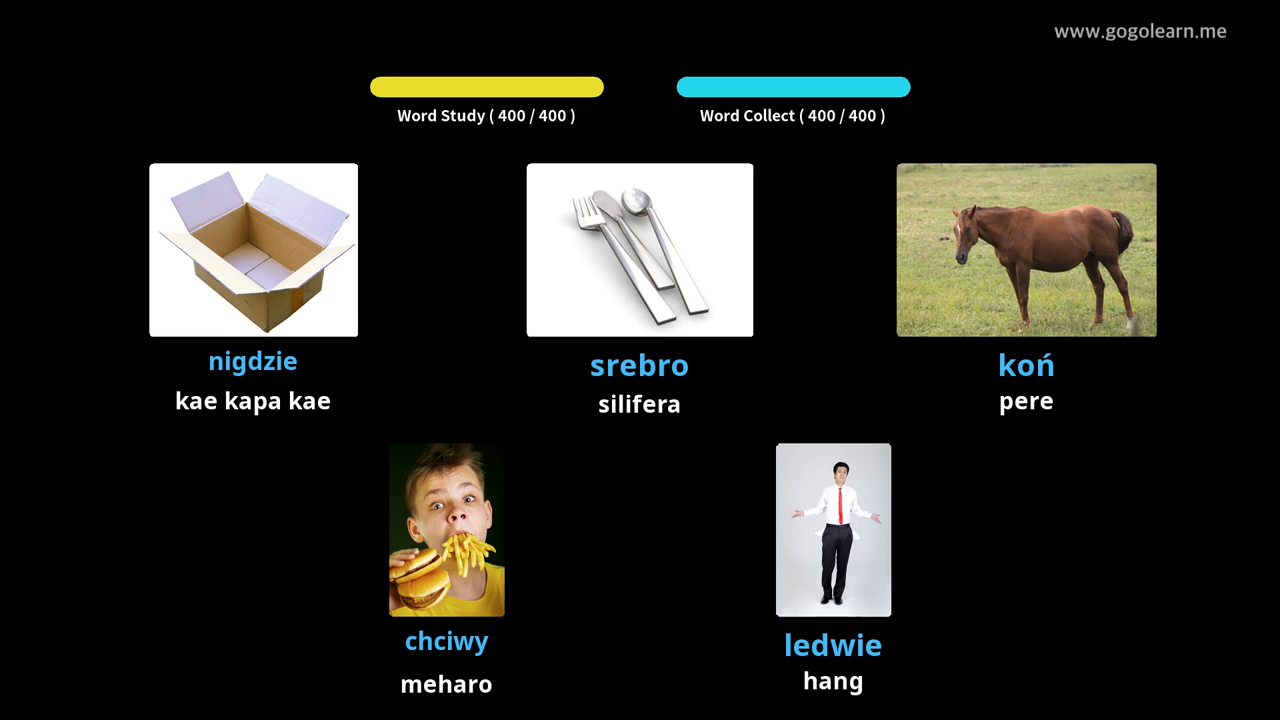 www.gogolearn.me
Word Study ( 400 / 400 )
Word Collect ( 400 / 400 )
nigdzie
kae kapa kae
srebro
silifera
koń
pere
chciwy
meharo
ledwie
hang